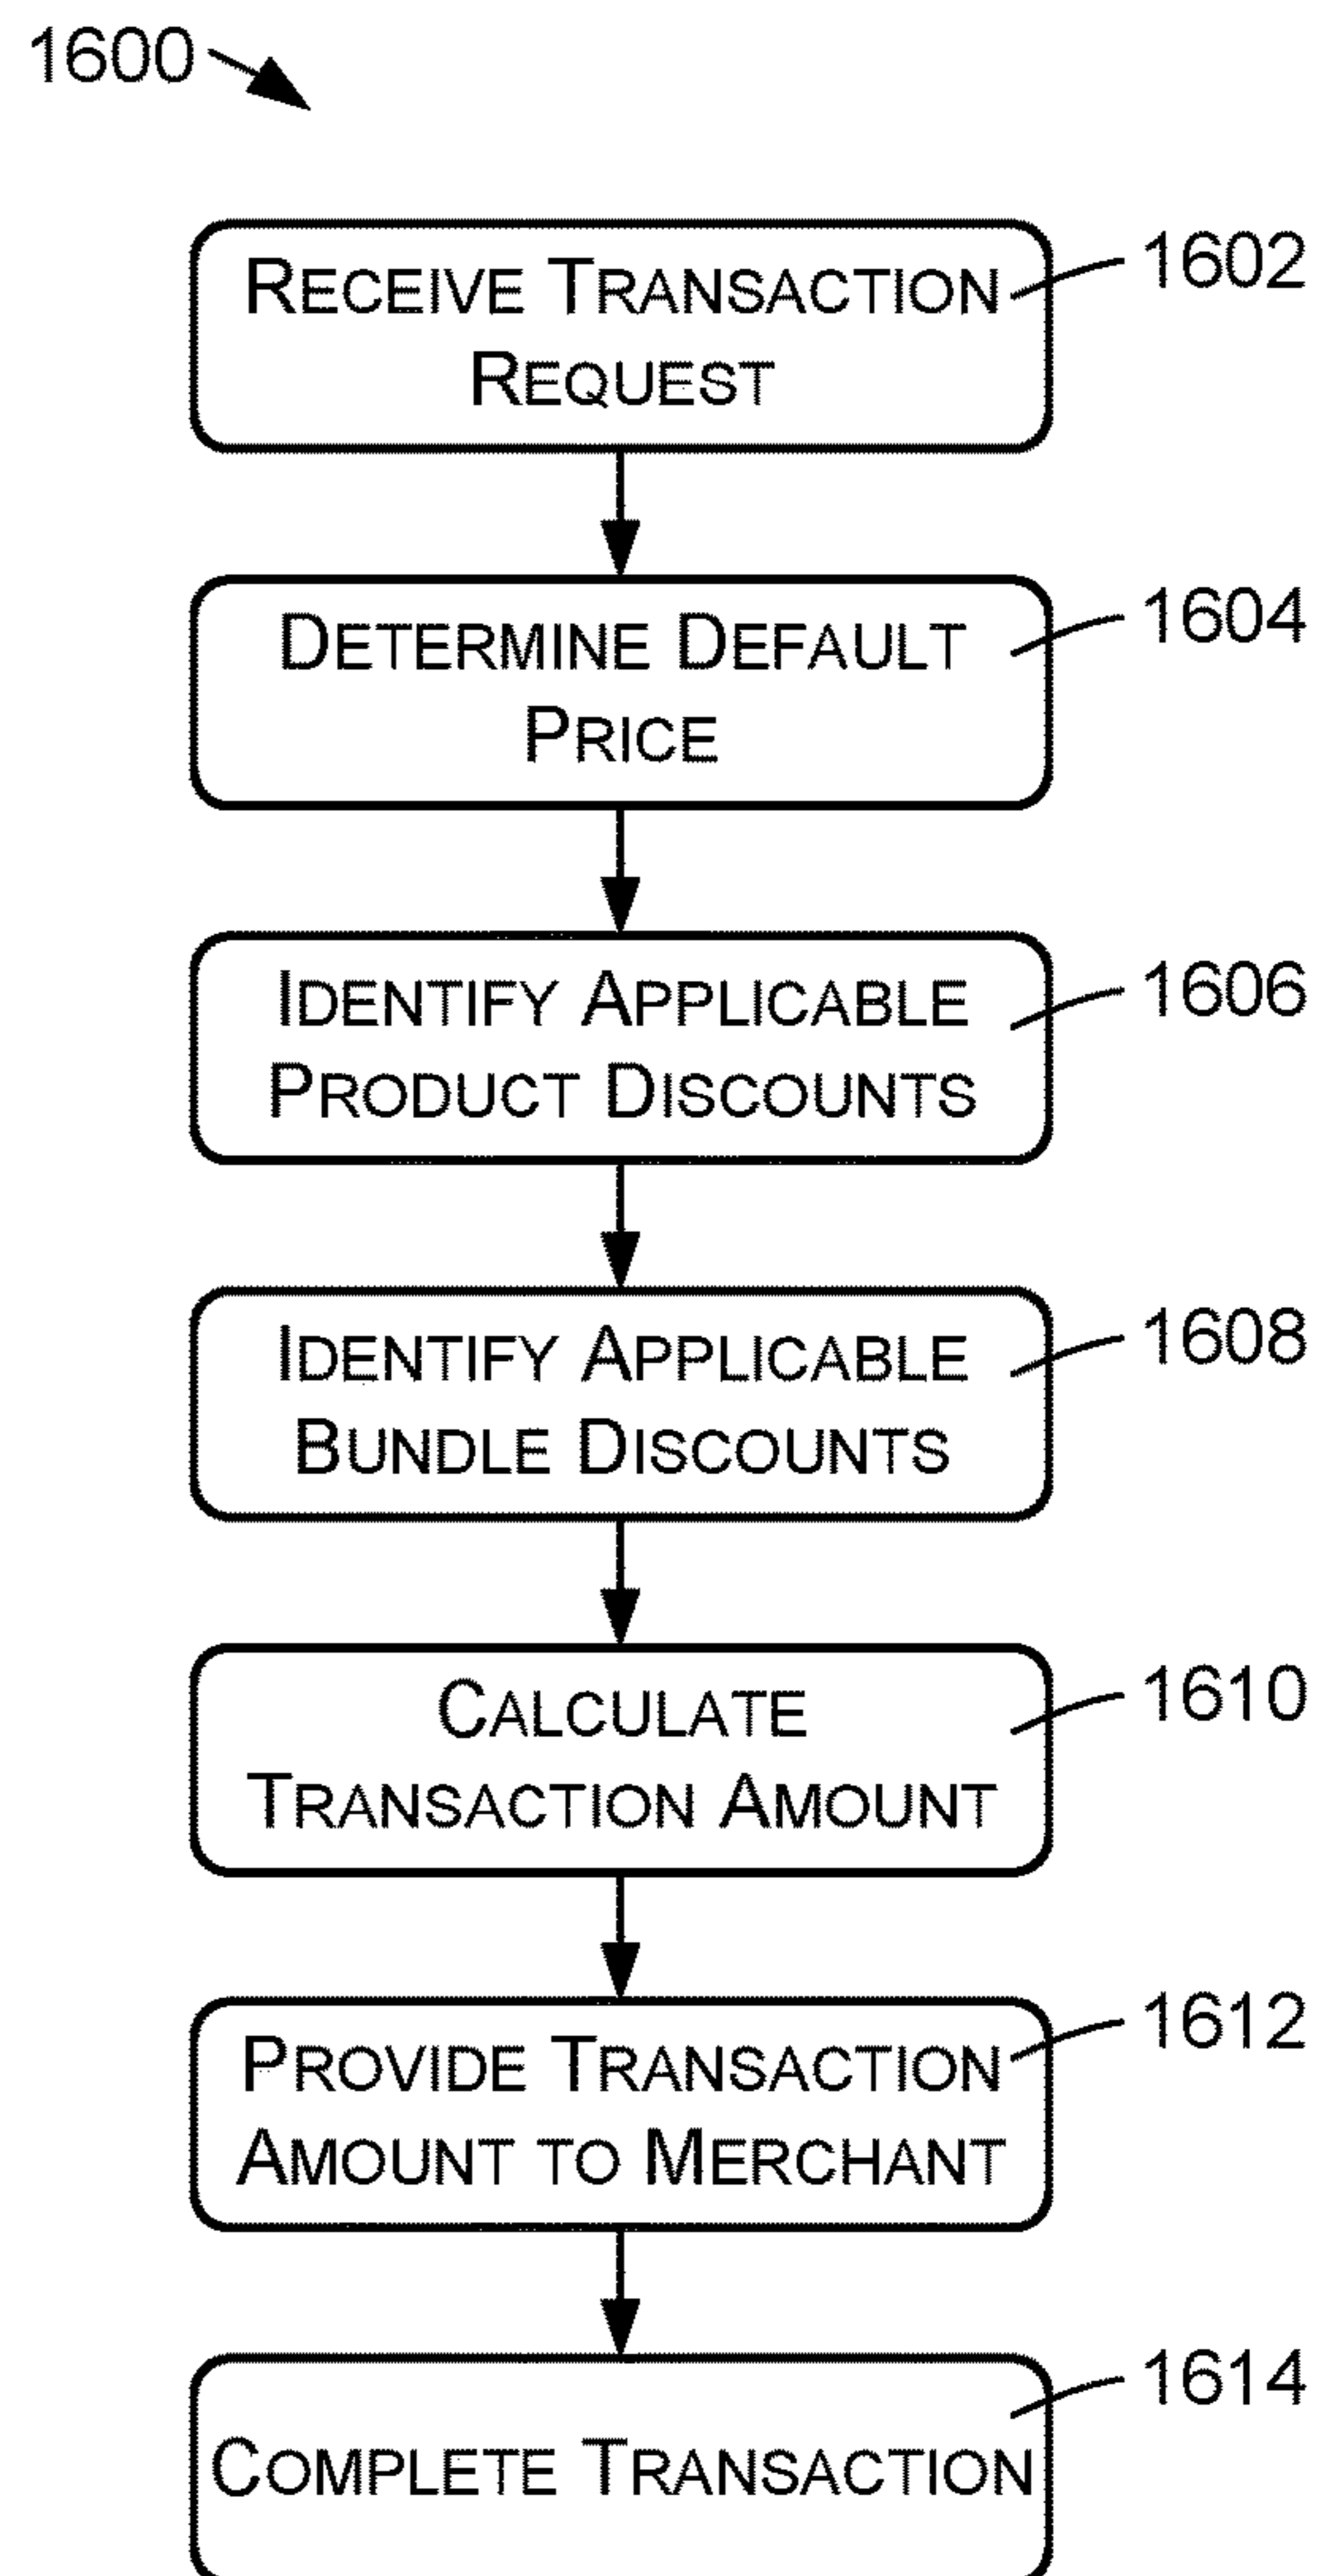 1600
RECEIVE TRANSACTION
REQUEST
1602
DETERMINE DEFAULT
PRICE
1604
IDENTIFY APPLICABLE
PRODUCT DISCOUNTS
1606
IDENTIFY APPLICABLE
BUNDLE DISCOUNTS
1608
CALCULATE
TRANSACTION AMOUNT
1610
PROVIDE TRANSACTION
AMOUNT TO MERCHANT
1612
COMPLETE TRANSACTION
1614